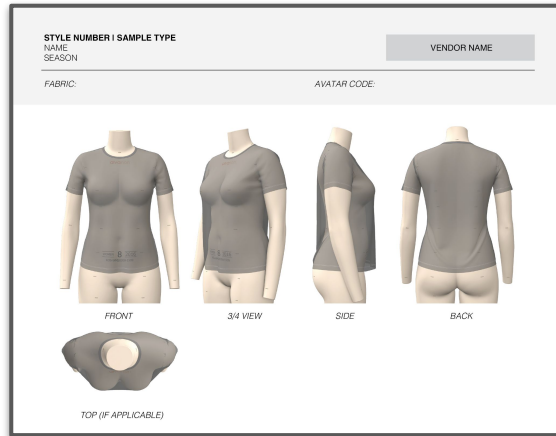 STYLE NUMBER | SAMPLE TYPE
NAME
SEASON
VENDOR NAME
FABRIC:
AVATAR CODE:
FRONT
3/4 VIEW
SIDE
BACK
TOP (IF APPLICABLE)